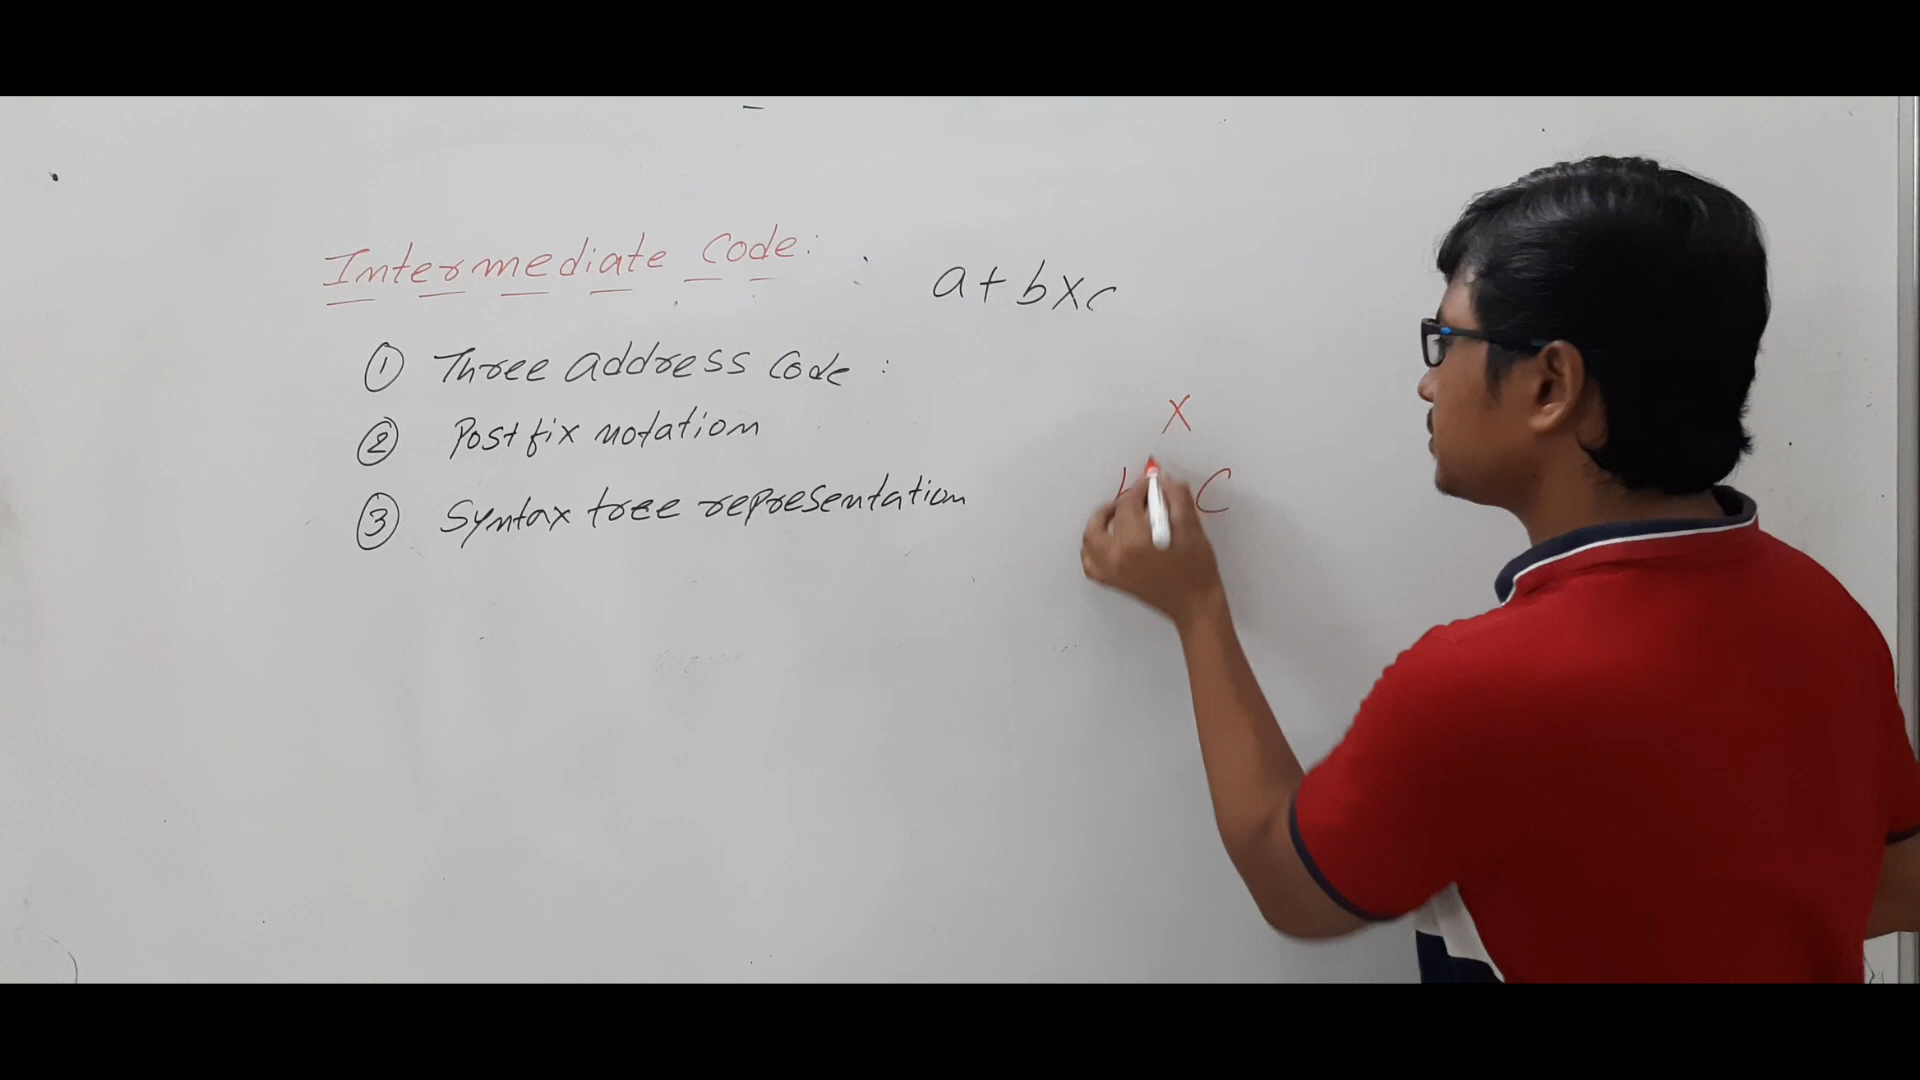 Intermediate Code:
a + b x c
① Three address code :
② Postfix notation
③ Syntax tree representation
x
b c